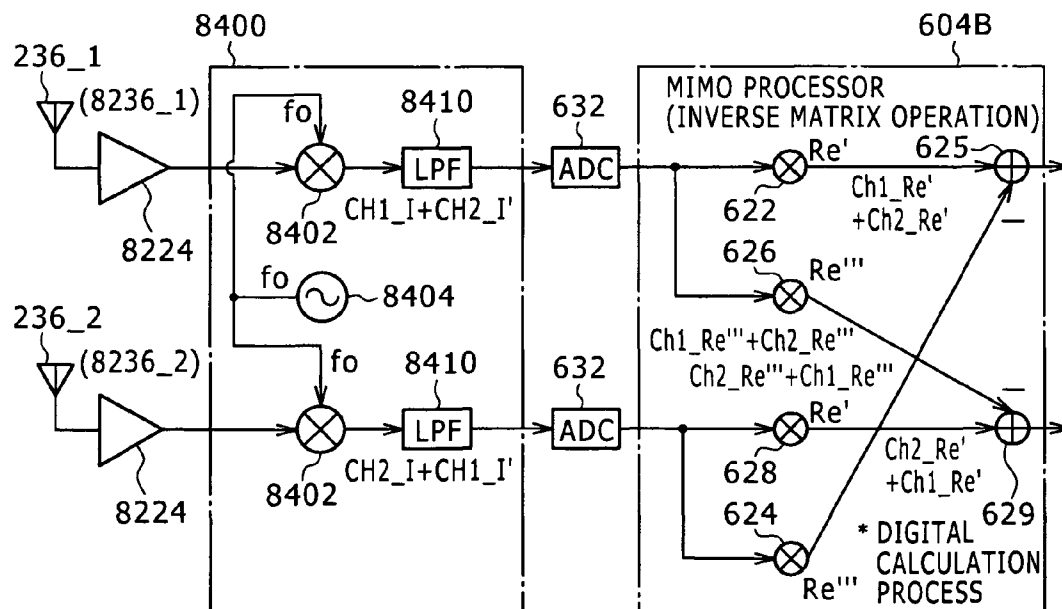 8400
604B
236_1
(8236_1)
fo
8410
632
MIMO PROCESSOR
(INVERSE MATRIX OPERATION)
Re'
625
LPF
ADC
CH1_I+CH2_I'
8402
622
Ch1_Re'
+Ch2_Re'
8224
626
Re'''
fo
8404
236_2
(8236_2)
Ch1_Re'''+Ch2_Re'''
Ch2_Re'''+Ch1_Re'''
fo
8410
632
Re'
LPF
ADC
CH2_I+CH1_I'
8402
628
Ch2_Re'
+Ch1_Re'
8224
624
629
Re'''
* DIGITAL
CALCULATION
PROCESS